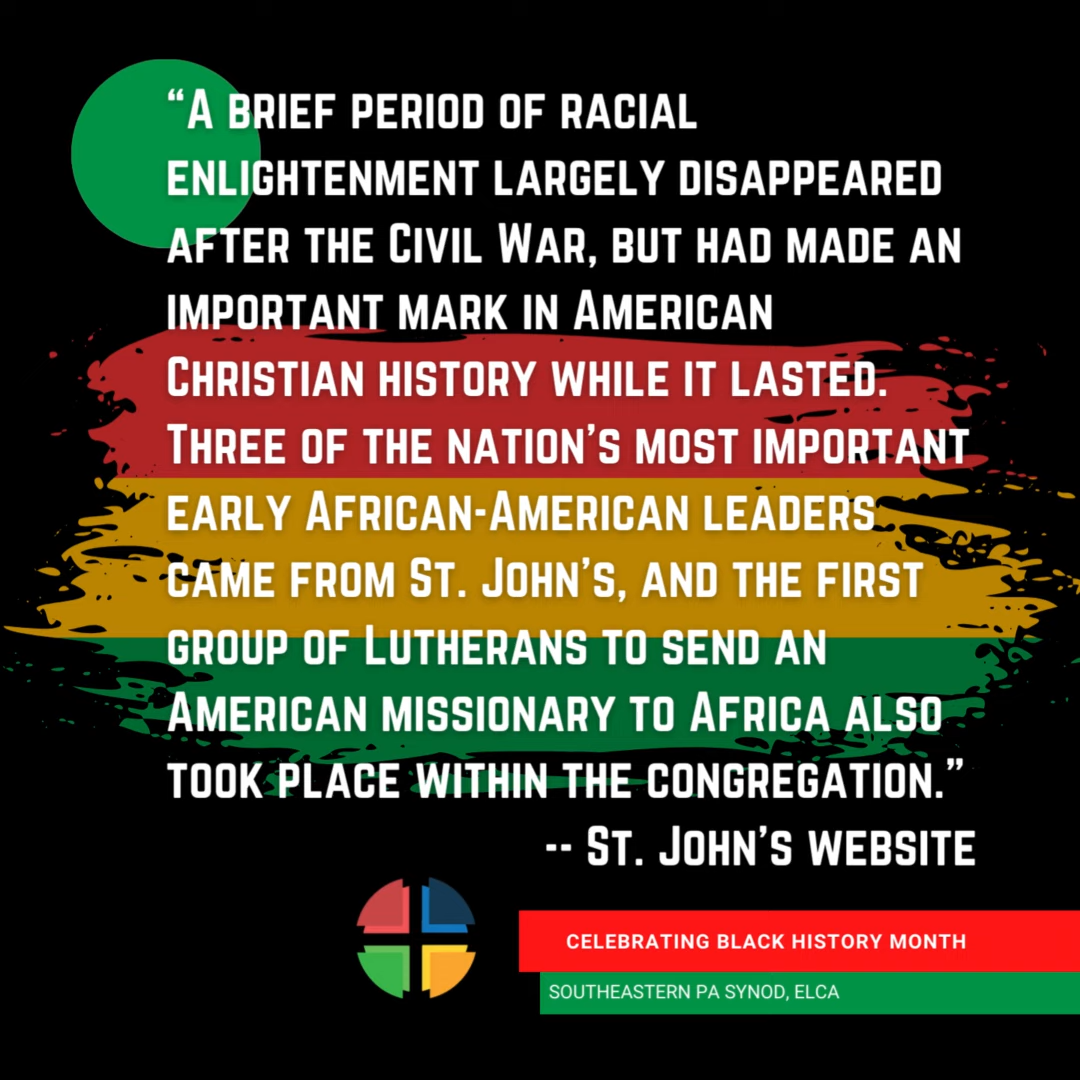 “A brief period of racial
enlightenment largely disappeared
after the Civil War, but had made an
important mark in American
Christian history while it lasted.
Three of the nation’s most important
early African-American leaders
came from St. John’s, and the first
group of Lutherans to send an
American missionary to Africa also
took place within the congregation.”
-- St. John’s website
CELEBRATING BLACK HISTORY MONTH
SOUTHEASTERN PA SYNOD, ELCA